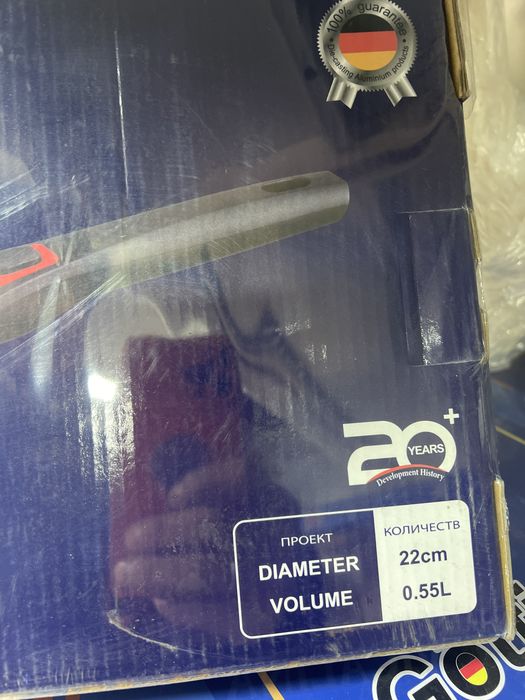 100% guarantee
Die-casting Aluminium products
20+
YEARS
Development History
ПРОЕКТ КОЛИЧЕСТВ
DIAMETER 22cm
VOLUME 0.55L